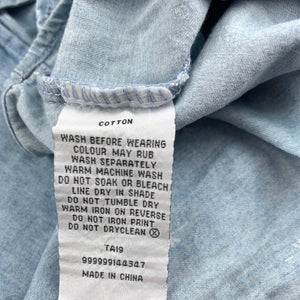 COTTON
WASH BEFORE WEARING
COLOUR MAY RUB
WASH SEPARATELY
WARM MACHINE WASH
DO NOT SOAK OR BLEACH
LINE DRY IN SHADE
DO NOT TUMBLE DRY
WARM IRON ON REVERSE
DO NOT IRON PRINT
DO NOT DRYCLEAN Ⓧ
TA19
999999144347
MADE IN CHINA